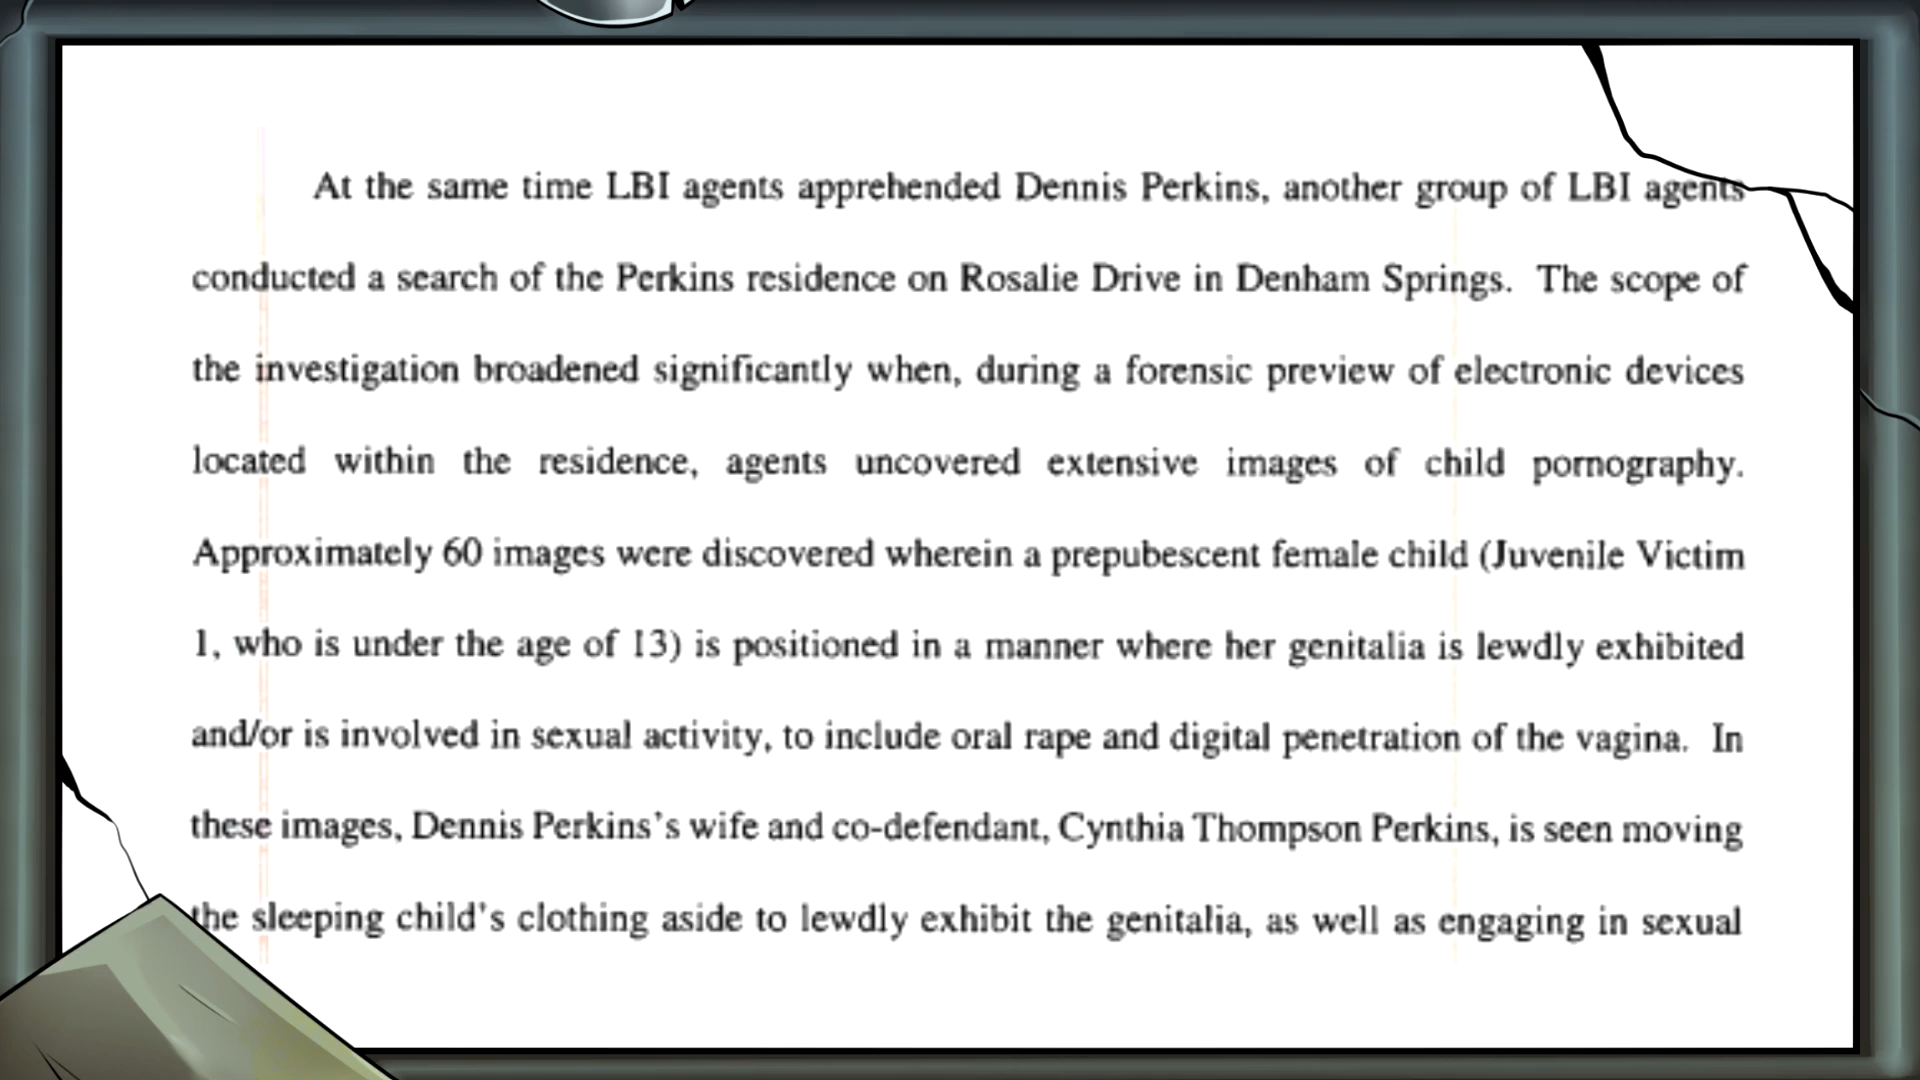 At the same time LBI agents apprehended Dennis Perkins, another group of LBI agents
conducted a search of the Perkins residence on Rosalie Drive in Denham Springs. The scope of
the investigation broadened significantly when, during a forensic preview of electronic devices
located within the residence, agents uncovered extensive images of child pornography.
Approximately 60 images were discovered wherein a prepubescent female child (Juvenile Victim
1, who is under the age of 13) is positioned in a manner where her genitalia is lewdly exhibited
and/or is involved in sexual activity, to include oral rape and digital penetration of the vagina. In
these images, Dennis Perkins's wife and co-defendant, Cynthia Thompson Perkins, is seen moving
the sleeping child's clothing aside to lewdly exhibit the genitalia, as well as engaging in sexual